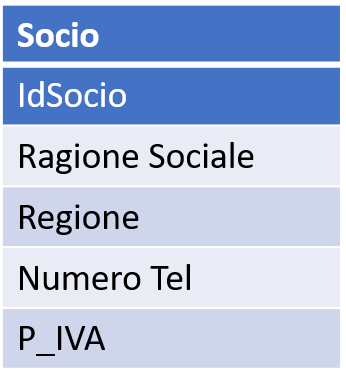 Socio
IdSocio
Ragione Sociale
Regione
Numero Tel
P_IVA